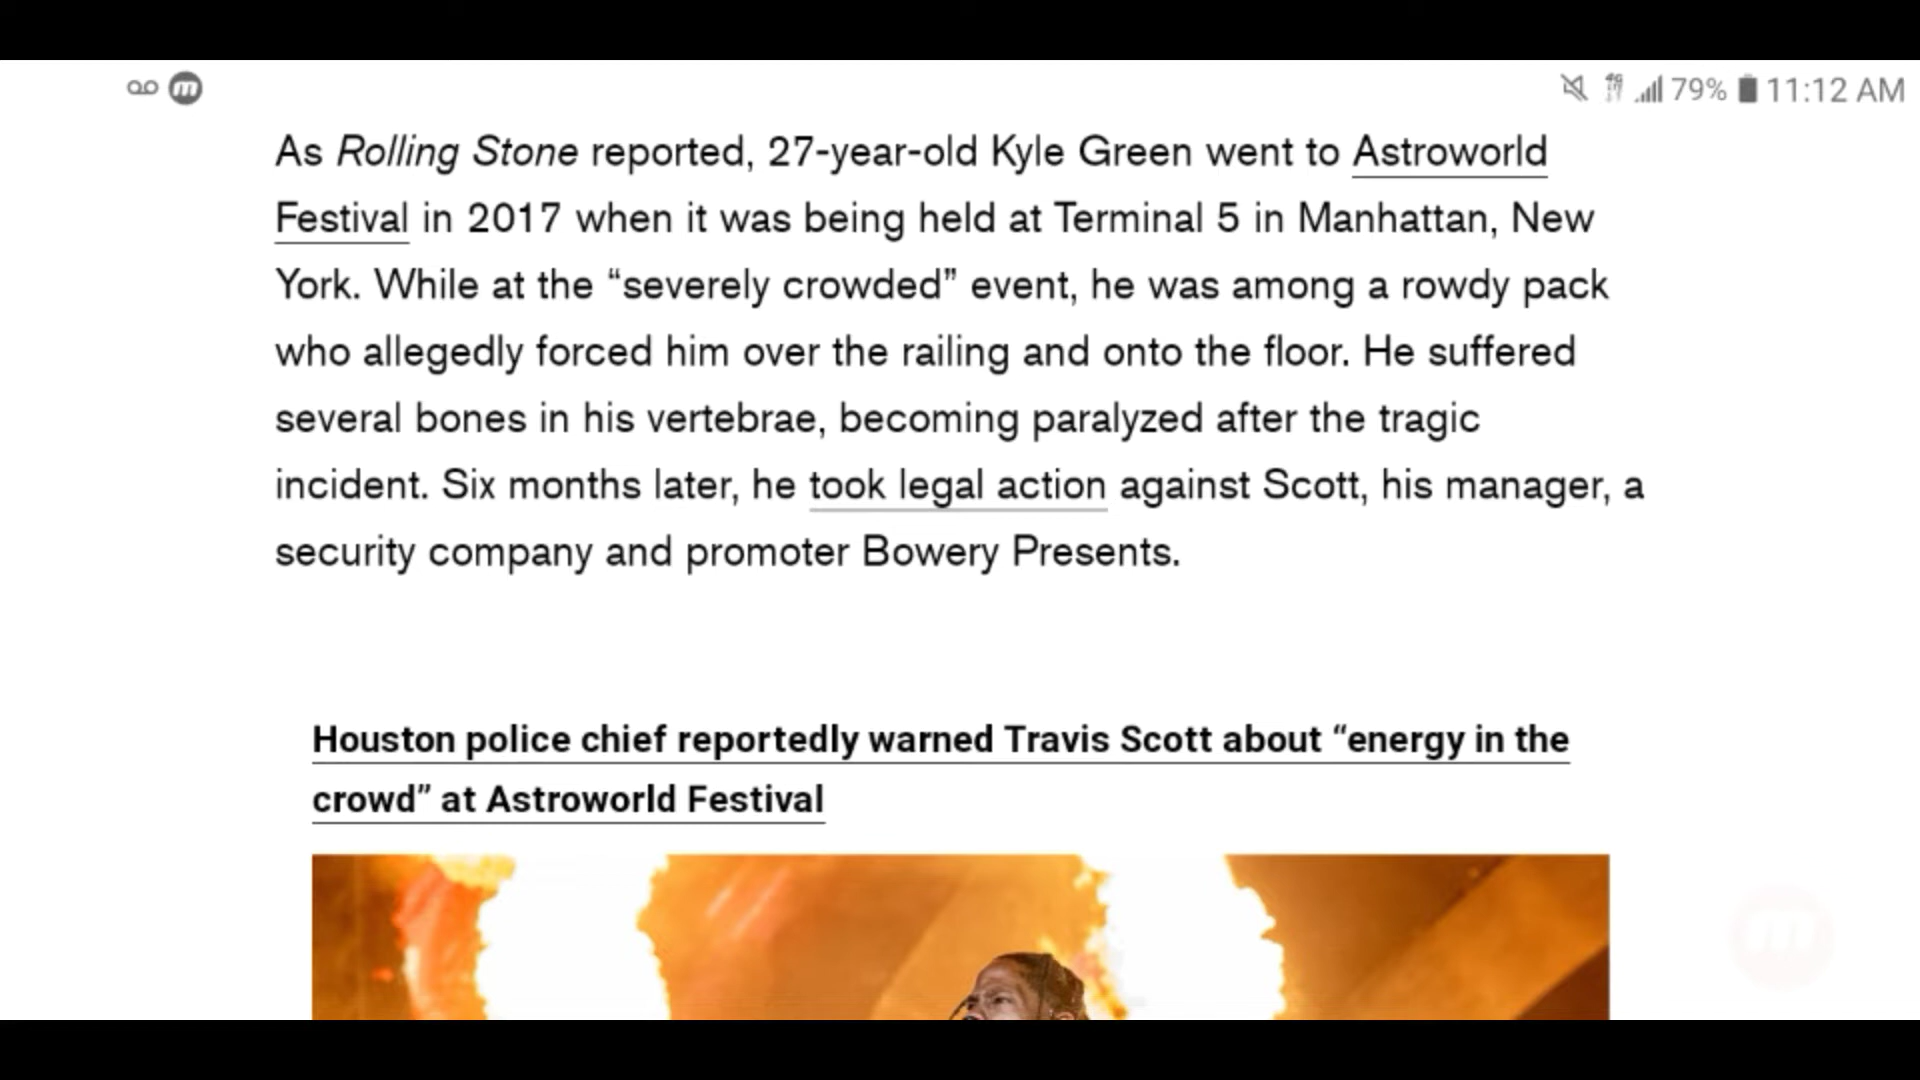 79% 11:12 AM
As Rolling Stone reported, 27-year-old Kyle Green went to Astroworld
Festival in 2017 when it was being held at Terminal 5 in Manhattan, New
York. While at the “severely crowded” event, he was among a rowdy pack
who allegedly forced him over the railing and onto the floor. He suffered
several bones in his vertebrae, becoming paralyzed after the tragic
incident. Six months later, he took legal action against Scott, his manager, a
security company and promoter Bowery Presents.
Houston police chief reportedly warned Travis Scott about “energy in the
crowd” at Astroworld Festival